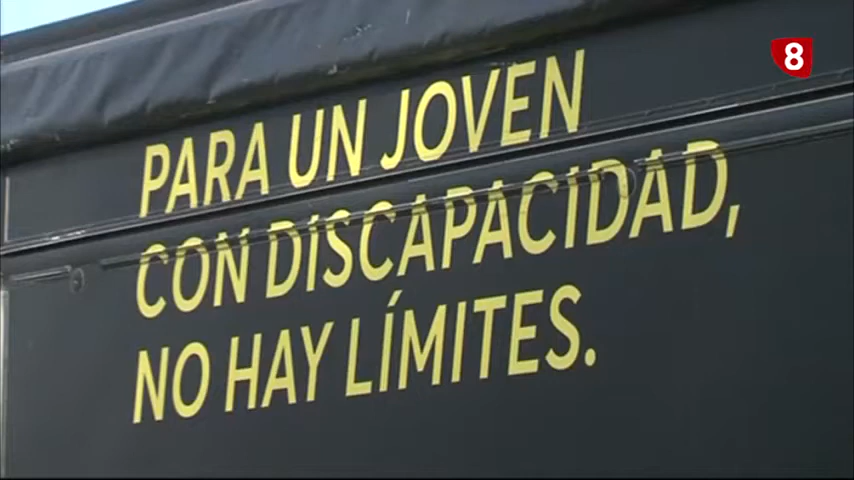 8
PARA UN JOVEN
CON DISCAPACIDAD,
NO HAY LÍMITES.